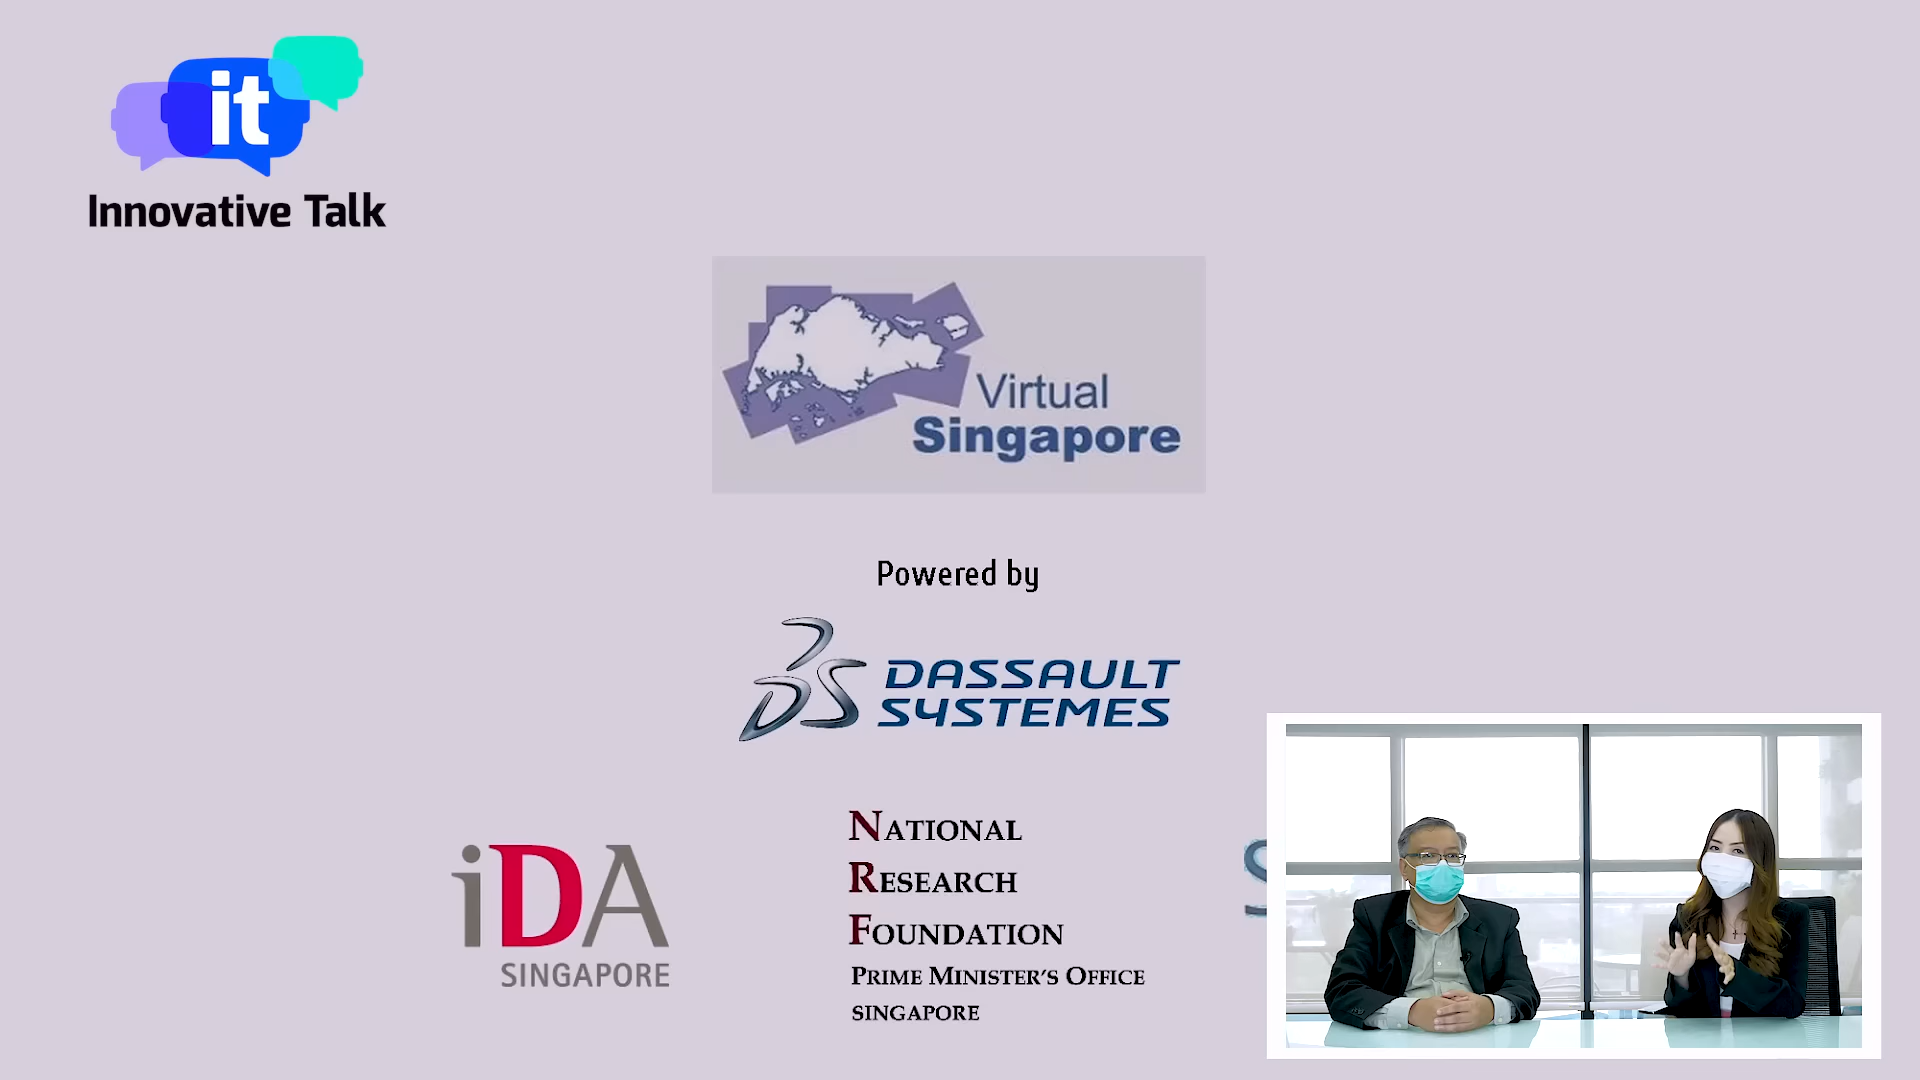 it
Innovative Talk
Virtual
Singapore
Powered by
DASSAULT
SYSTEMES
iDA
SINGAPORE
NATIONAL
RESEARCH
FOUNDATION
PRIME MINISTER'S OFFICE
SINGAPORE